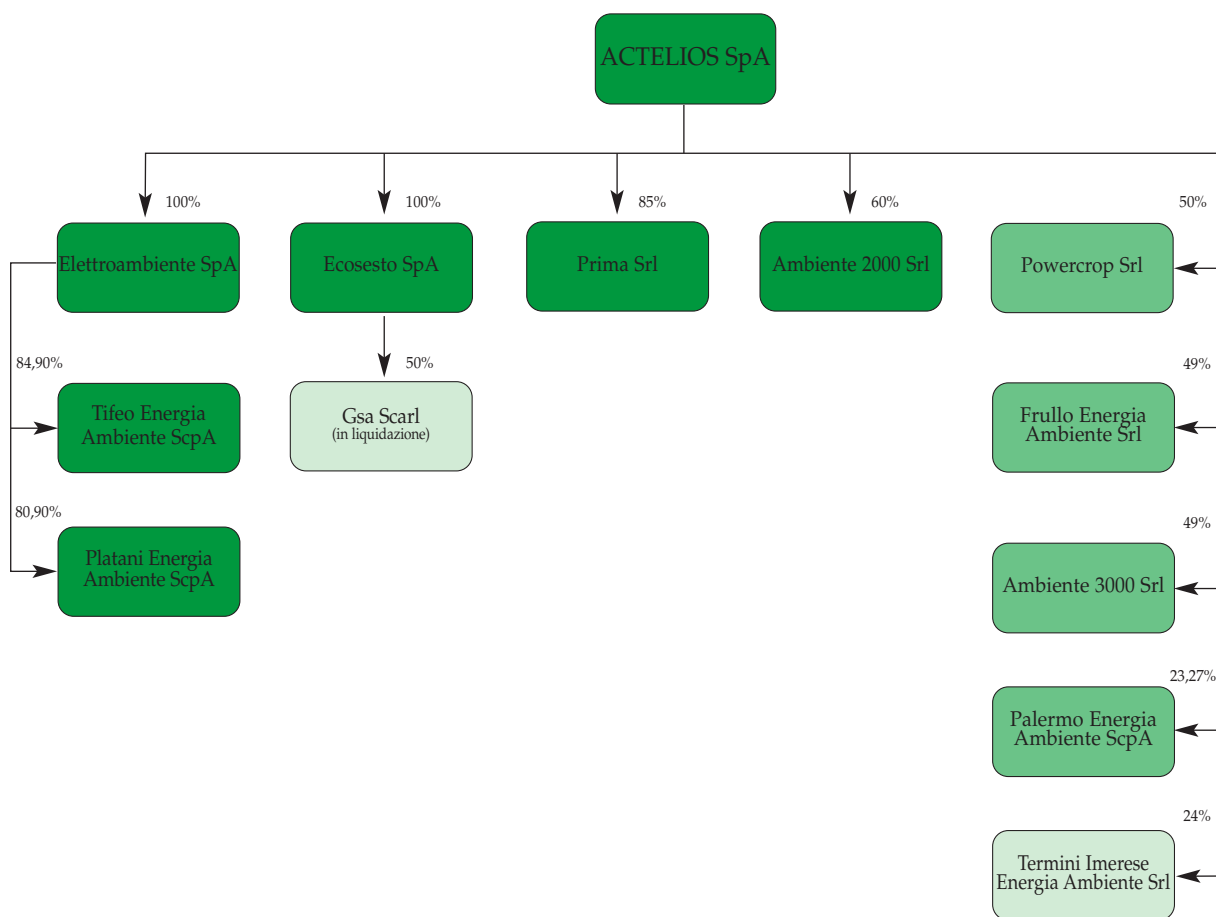 ACTELIOS SpA
100%
100%
85%
60%
50%
Elettroambiente SpA
Ecosesto SpA
Prima Srl
Ambiente 2000 Srl
Powercrop Srl
84,90%
50%
49%
Tifeo Energia
Ambiente ScpA
Gsa Scarl
(in liquidazione)
Frullo Energia
Ambiente Srl
80,90%
49%
Platani Energia
Ambiente ScpA
Ambiente 3000 Srl
23,27%
Palermo Energia
Ambiente ScpA
24%
Termini Imerese
Energia Ambiente Srl